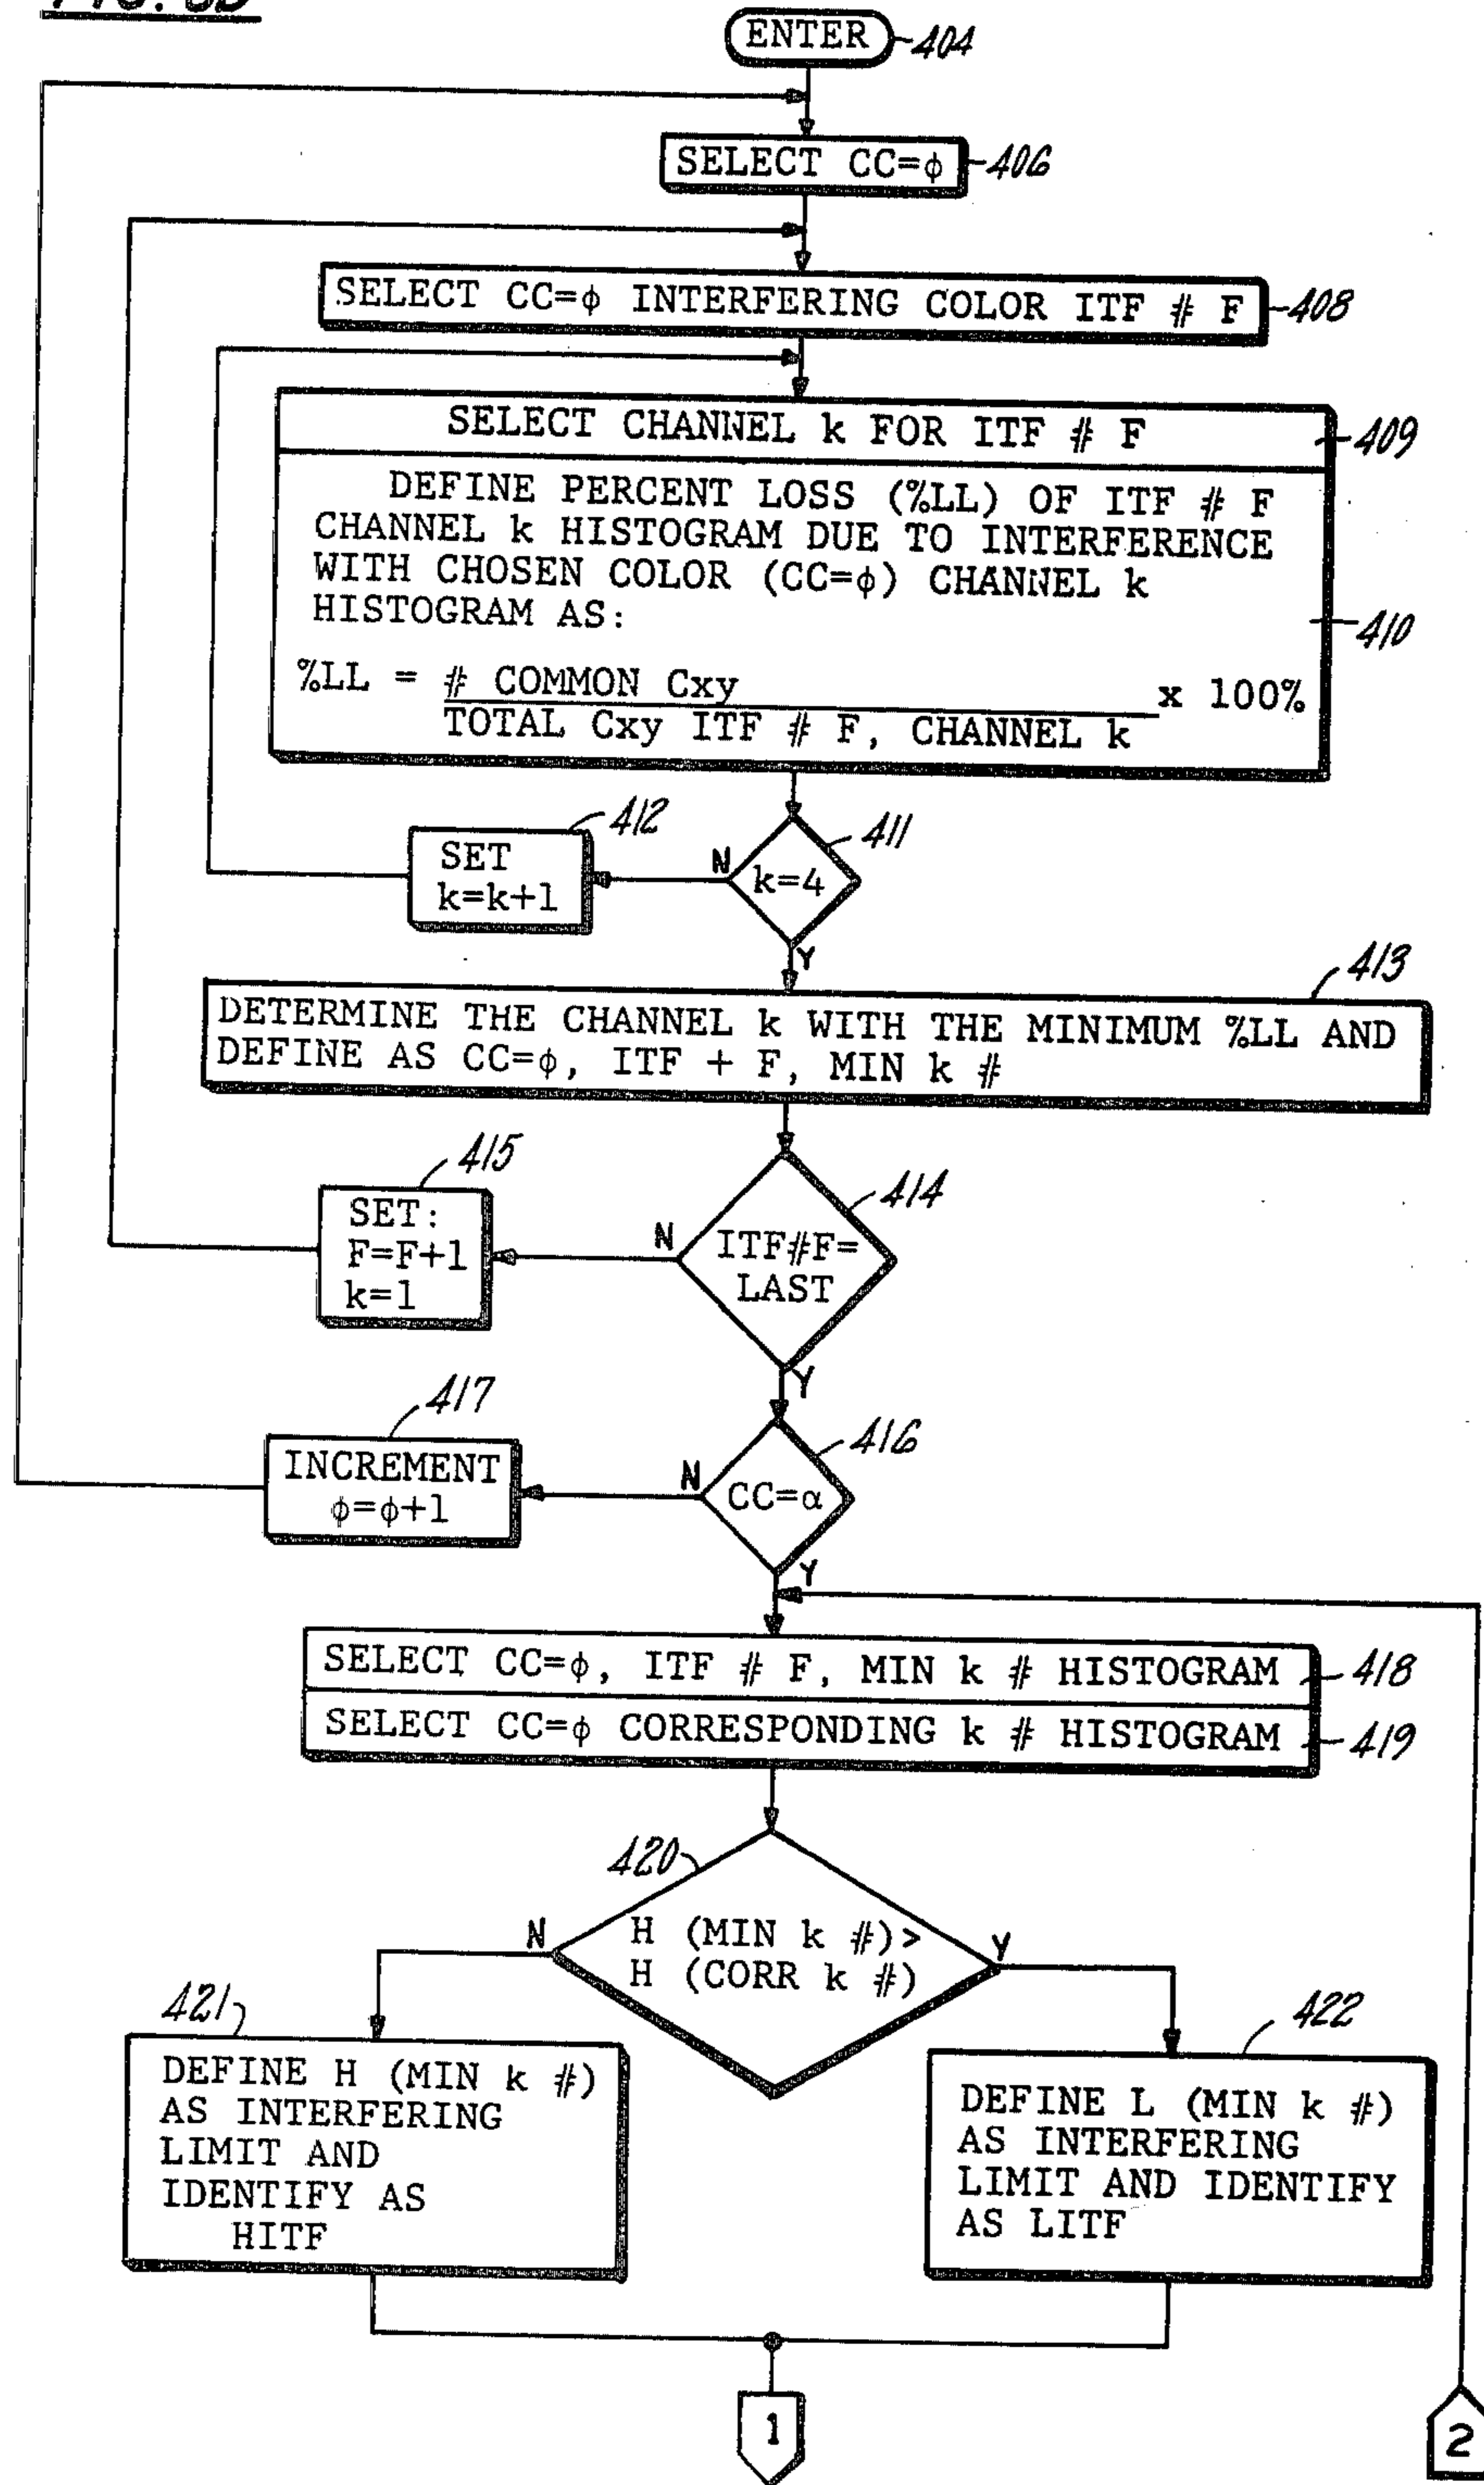 ENTER 404
SELECT CC=ϕ 406
SELECT CC=ϕ INTERFERING COLOR ITF # F 408
SELECT CHANNEL k FOR ITF # F 409
DEFINE PERCENT LOSS (%LL) OF ITF # F
CHANNEL k HISTOGRAM DUE TO INTERFERENCE
WITH CHOSEN COLOR (CC=ϕ) CHANNEL k
HISTOGRAM AS:
410
%LL = # COMMON Cxy x 100%
TOTAL Cxy ITF # F, CHANNEL k
412
SET
k=k+1
411
N
k=4
Y
413
DETERMINE THE CHANNEL k WITH THE MINIMUM %LL AND
DEFINE AS CC=ϕ, ITF + F, MIN k #
415
SET:
F=F+1
k=1
414
N
ITF#F=
LAST
Y
417
INCREMENT
ϕ=ϕ+1
416
N
CC=α
Y
SELECT CC=ϕ, ITF # F, MIN k # HISTOGRAM 418
SELECT CC=ϕ CORRESPONDING k # HISTOGRAM 419
420
N
H (MIN k #)>
H (CORR k #)
Y
421
DEFINE H (MIN k #)
AS INTERFERING
LIMIT AND
IDENTIFY AS
HITF
422
DEFINE L (MIN k #)
AS INTERFERING
LIMIT AND IDENTIFY
AS LITF
1
2